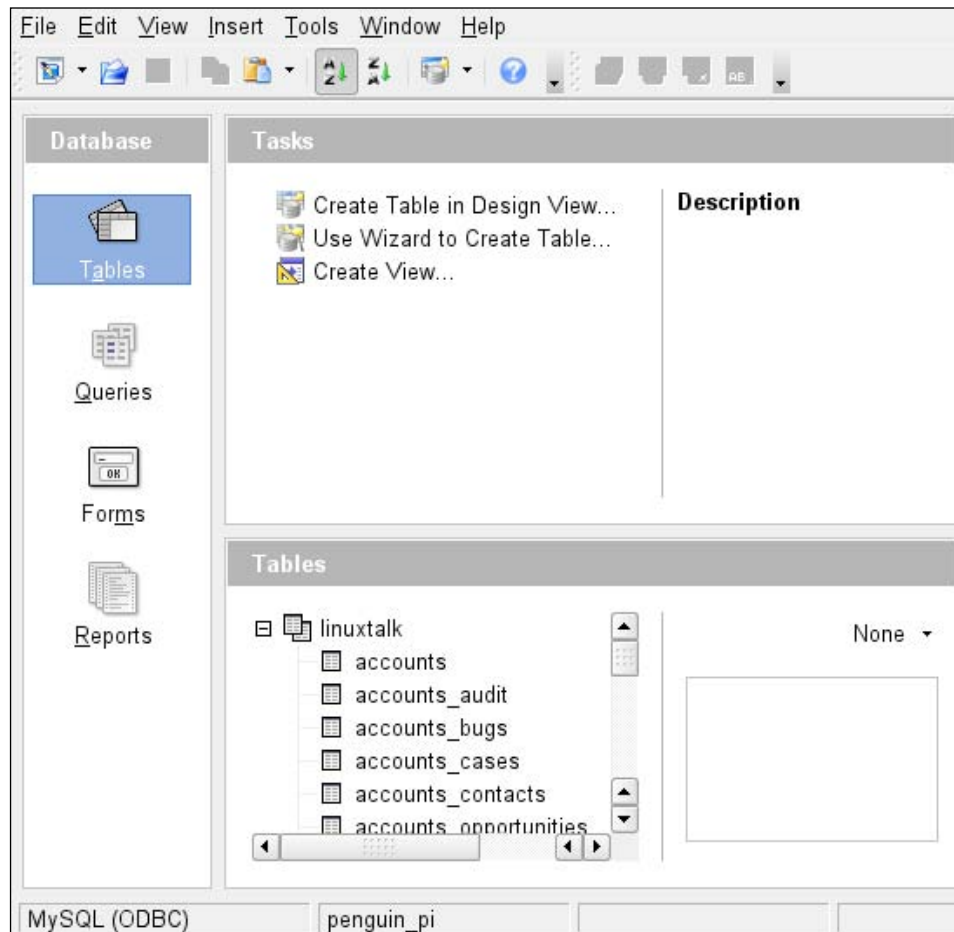 File Edit View Insert Tools Window Help
Database
Tables
Queries
Forms
Reports
Tasks
Create Table in Design View...
Use Wizard to Create Table...
Create View...
Description
Tables
linuxtalk
accounts
accounts_audit
accounts_bugs
accounts_cases
accounts_contacts
accounts_opportunities
None
MySQL (ODBC) penguin_pi